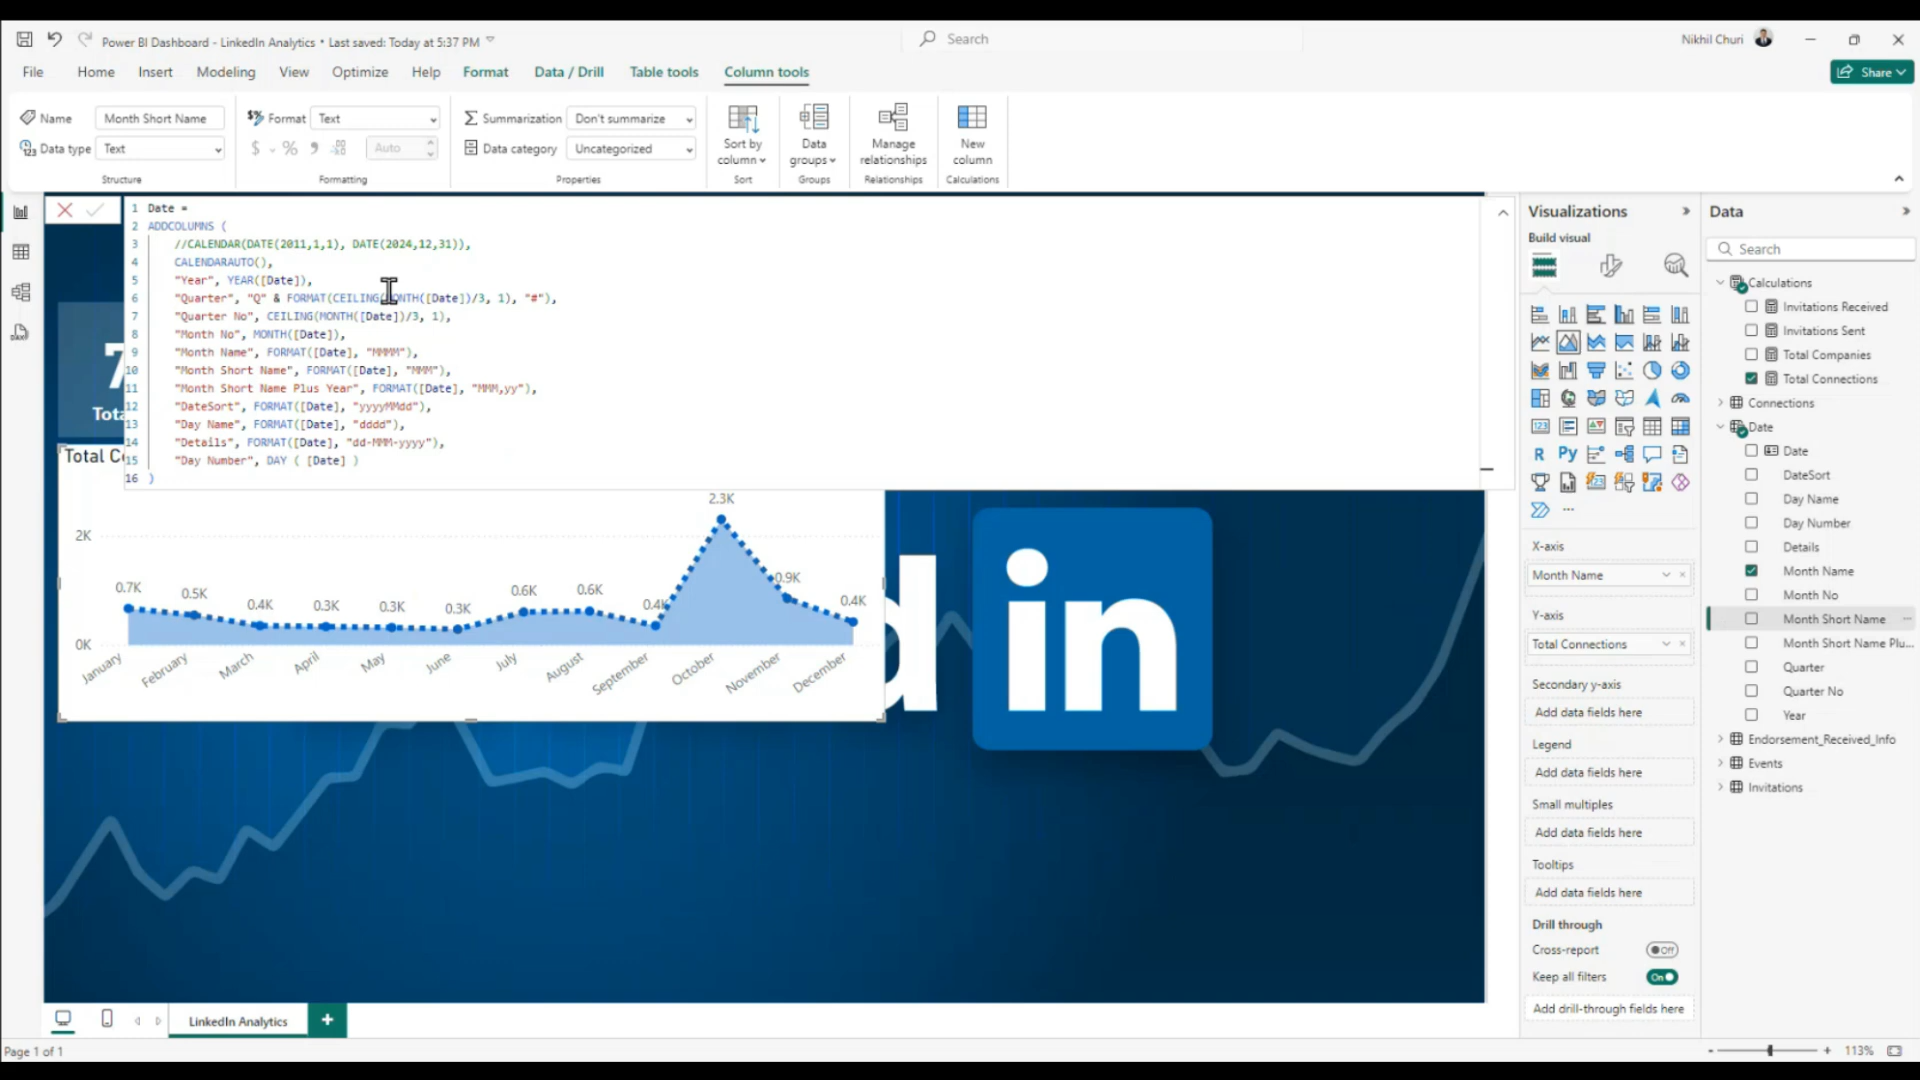 Power BI Dashboard - LinkedIn Analytics • Last saved: Today at 5:37 PM
Search
Nikhil Churi
File Home Insert Modeling View Optimize Help Format Data / Drill Table tools Column tools
Share
Name Month Short Name
Data type Text
Structure
Format Text
$ % Auto
Formatting
Summarization Don't summarize
Data category Uncategorized
Properties
Sort by column
Sort
Data groups
Groups
Manage relationships
Relationships
New column
Calculations
1 Date =
2 ADDCOLUMNS (
3 //CALENDAR(DATE(2011,1,1), DATE(2024,12,31)),
4 CALENDARAUTO(),
5 "Year", YEAR([Date]),
6 "Quarter", "Q" & FORMAT(CEILING(MONTH([Date])/3, 1), "#"),
7 "Quarter No", CEILING(MONTH([Date])/3, 1),
8 "Month No", MONTH([Date]),
9 "Month Name", FORMAT([Date], "MMMM"),
10 "Month Short Name", FORMAT([Date], "MMM"),
11 "Month Short Name Plus Year", FORMAT([Date], "MMM,yy"),
12 "DateSort", FORMAT([Date], "yyyyMMdd"),
13 "Day Name", FORMAT([Date], "dddd"),
14 "Details", FORMAT([Date], "dd-MMM-yyyy"),
15 "Day Number", DAY ( [Date] )
16 )
7
Tota
Total C
2K
0K
0.7K 0.5K 0.4K 0.3K 0.3K 0.3K 0.6K 0.6K 0.4K 2.3K 0.9K 0.4K
January February March April May June July August September October November December
d in
Visualizations
Build visual
123
R Py
X-axis
Month Name
Y-axis
Total Connections
Secondary y-axis
Add data fields here
Legend
Add data fields here
Small multiples
Add data fields here
Tooltips
Add data fields here
Drill through
Cross-report Off
Keep all filters On
Add drill-through fields here
Data
Search
Calculations
Invitations Received
Invitations Sent
Total Companies
Total Connections
Connections
Date
Date
DateSort
Day Name
Day Number
Details
Month Name
Month No
Month Short Name
Month Short Name Plu...
Quarter
Quarter No
Year
Endorsement_Received_Info
Events
Invitations
LinkedIn Analytics
Page 1 of 1
113%